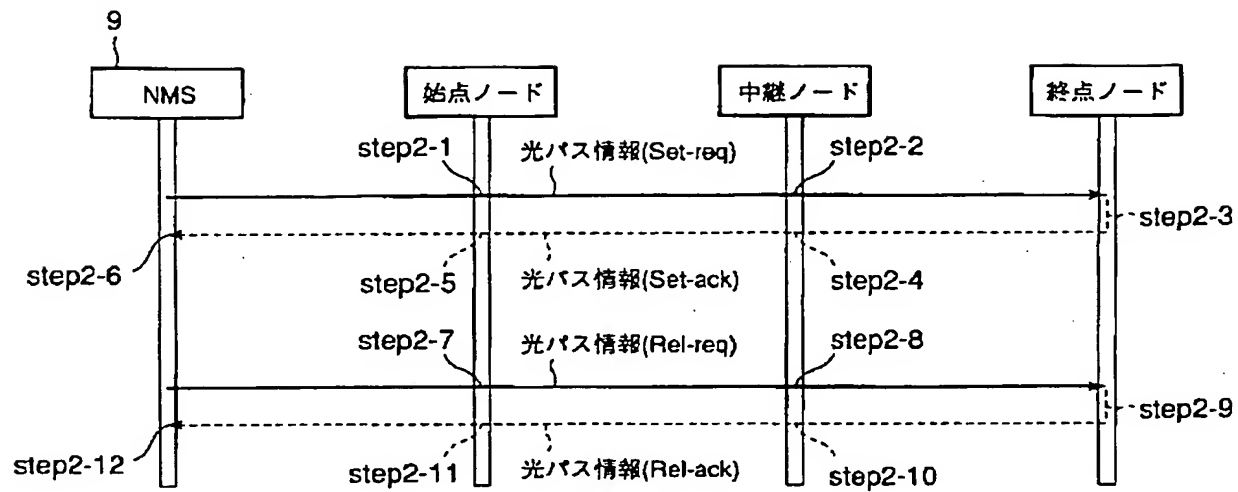 9
NMS
始点ノード
中継ノード
終点ノード
step2-1
光パス情報(Set-req)
step2-2
step2-3
step2-6
step2-5
光パス情報(Set-ack)
step2-4
step2-7
光パス情報(Rel-req)
step2-8
step2-9
step2-12
step2-11
光パス情報(Rel-ack)
step2-10